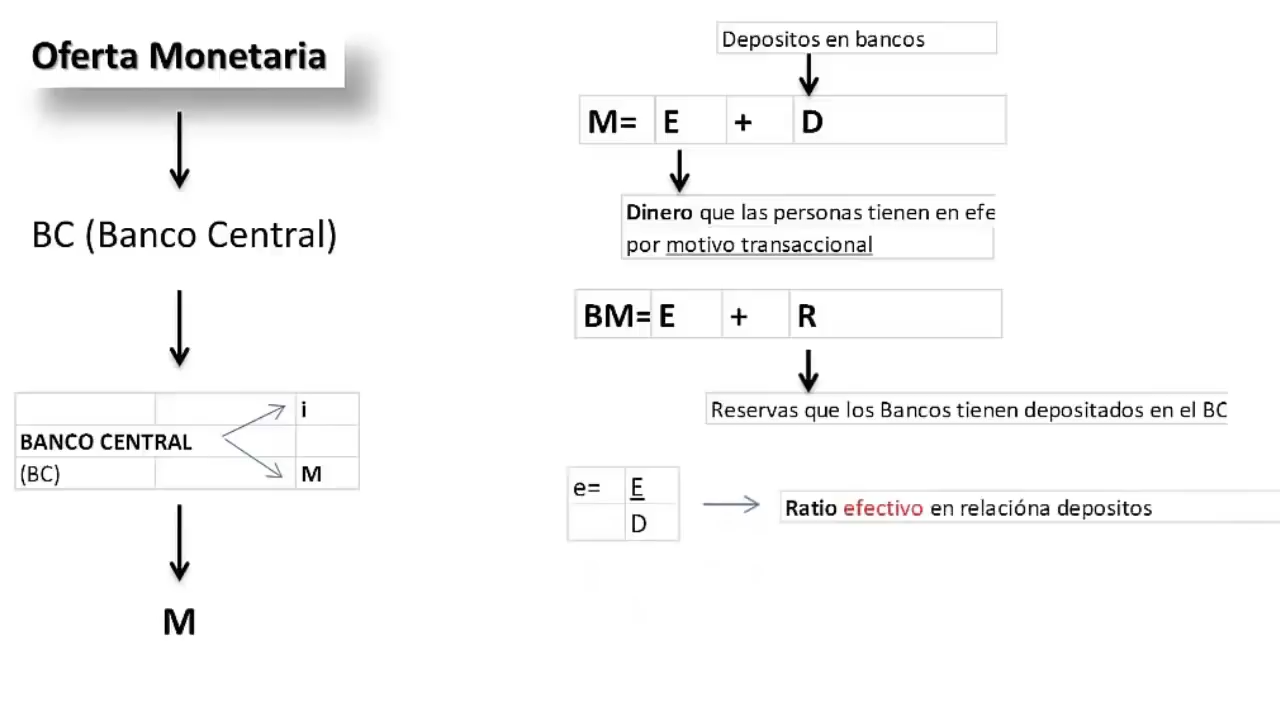 Oferta Monetaria
BC (Banco Central)
i
BANCO CENTRAL
(BC)
M
M
Depositos en bancos
M= E + D
Dinero que las personas tienen en efe
por motivo transaccional
BM= E + R
Reservas que los Bancos tienen depositados en el BC
e= E
D
Ratio efectivo en relacióna depositos